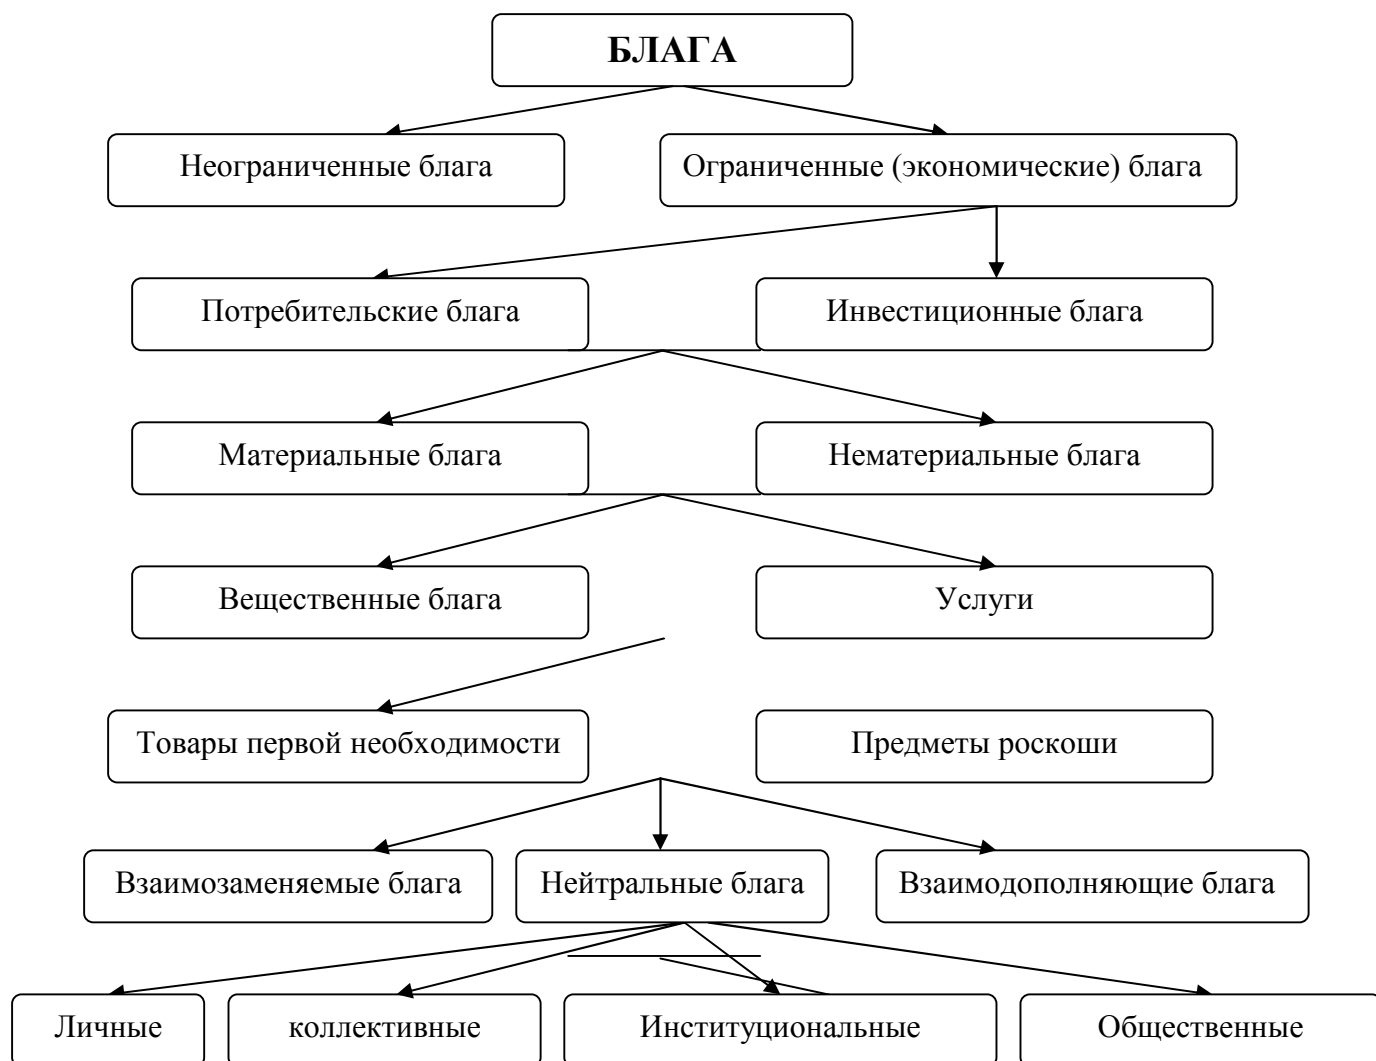 БЛАГА
Неограниченные блага
Ограниченные (экономические) блага
Потребительские блага
Инвестиционные блага
Материальные блага
Нематериальные блага
Вещественные блага
Услуги
Товары первой необходимости
Предметы роскоши
Взаимозаменяемые блага
Нейтральные блага
Взаимодополняющие блага
Личные
коллективные
Институциональные
Общественные